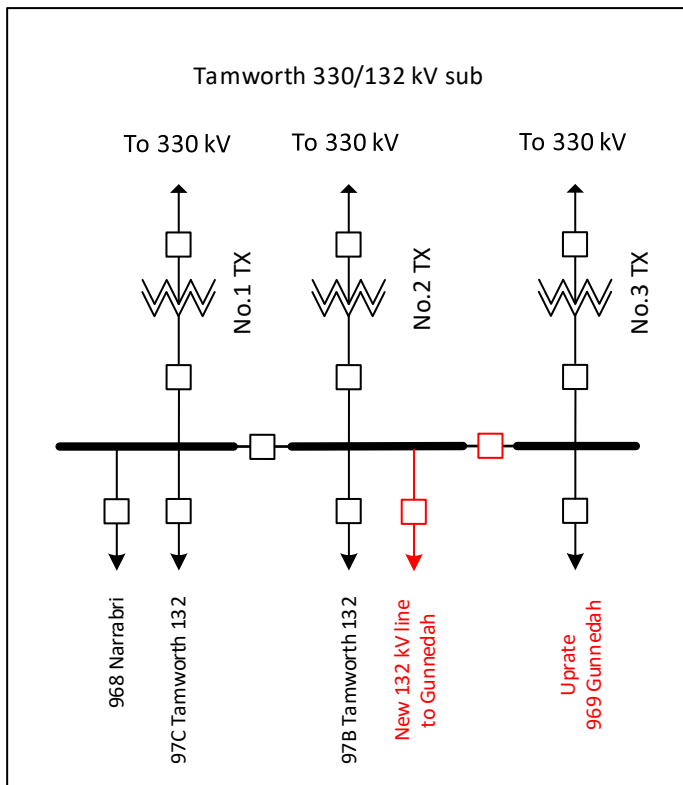 Tamworth 330/132 kV sub
To 330 kV
To 330 kV
To 330 kV
No.1 TX
No.2 TX
No.3 TX
968 Narrabri
97C Tamworth 132
97B Tamworth 132
New 132 kV line
to Gunnedah
Uprate
969 Gunnedah